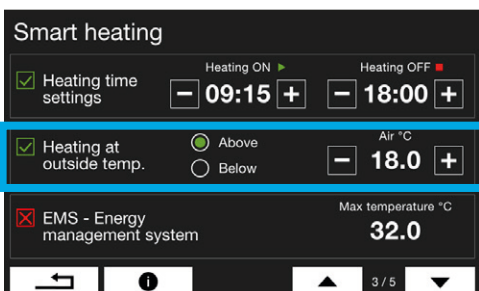 Smart heating
Heating time settings
Heating ON
− 09:15 +
Heating OFF
− 18:00 +
Heating at outside temp.
Above
Below
Air °C
− 18.0 +
EMS - Energy management system
Max temperature °C
32.0
i
3/5